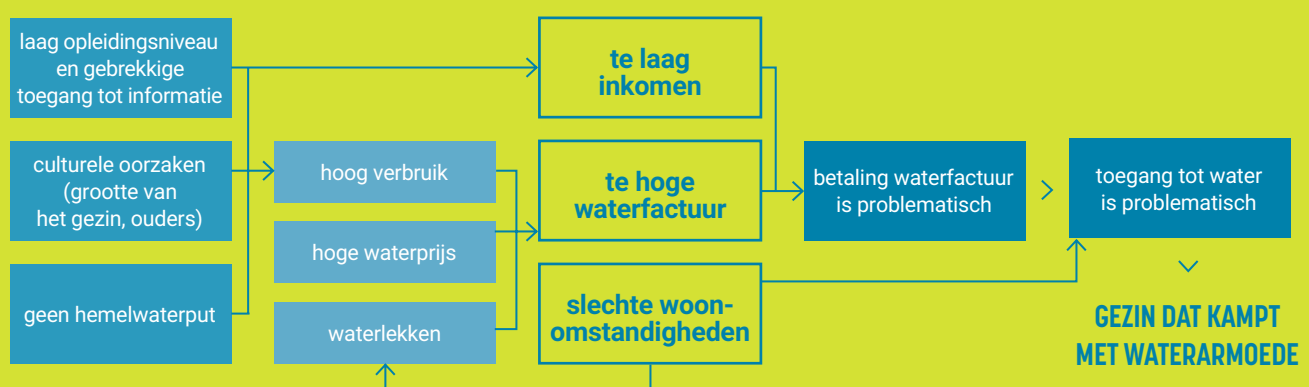 laag opleidingsniveau
en gebrekkige
toegang tot informatie
culturele oorzaken
(grootte van
het gezin, ouders)
geen hemelwaterput
hoog verbruik
hoge waterprijs
waterlekken
te laag
inkomen
te hoge
waterfactuur
slechte woon-
omstandigheden
betaling waterfactuur
is problematisch
toegang tot water
is problematisch
GEZIN DAT KAMPT
MET WATERARMOEDE